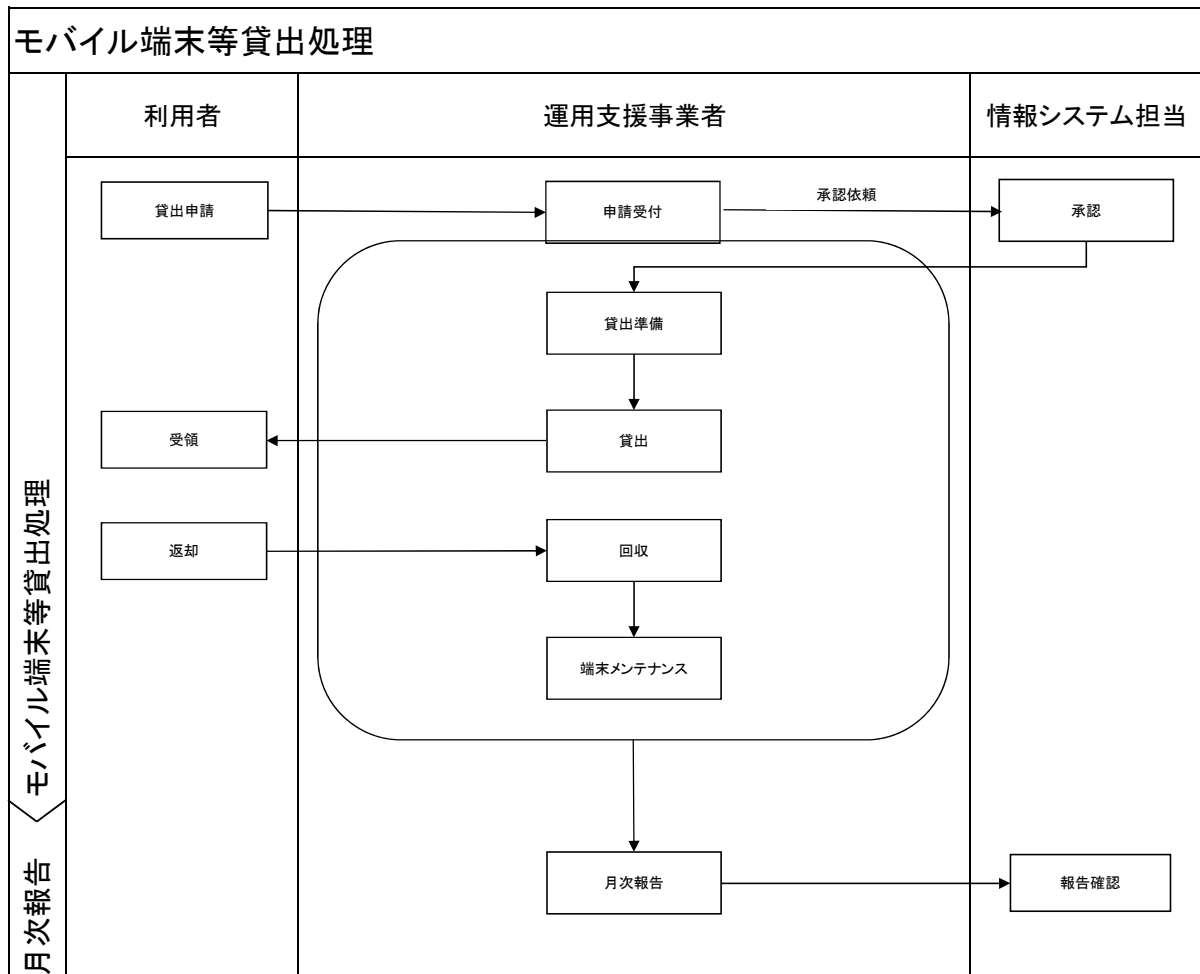 モバイル端末等貸出処理
利用者
運用支援事業者
情報システム担当
貸出申請
申請受付
承認依頼
承認
貸出準備
受領
貸出
返却
回収
端末メンテナンス
モバイル端末等貸出処理
月次報告
報告確認
月次報告